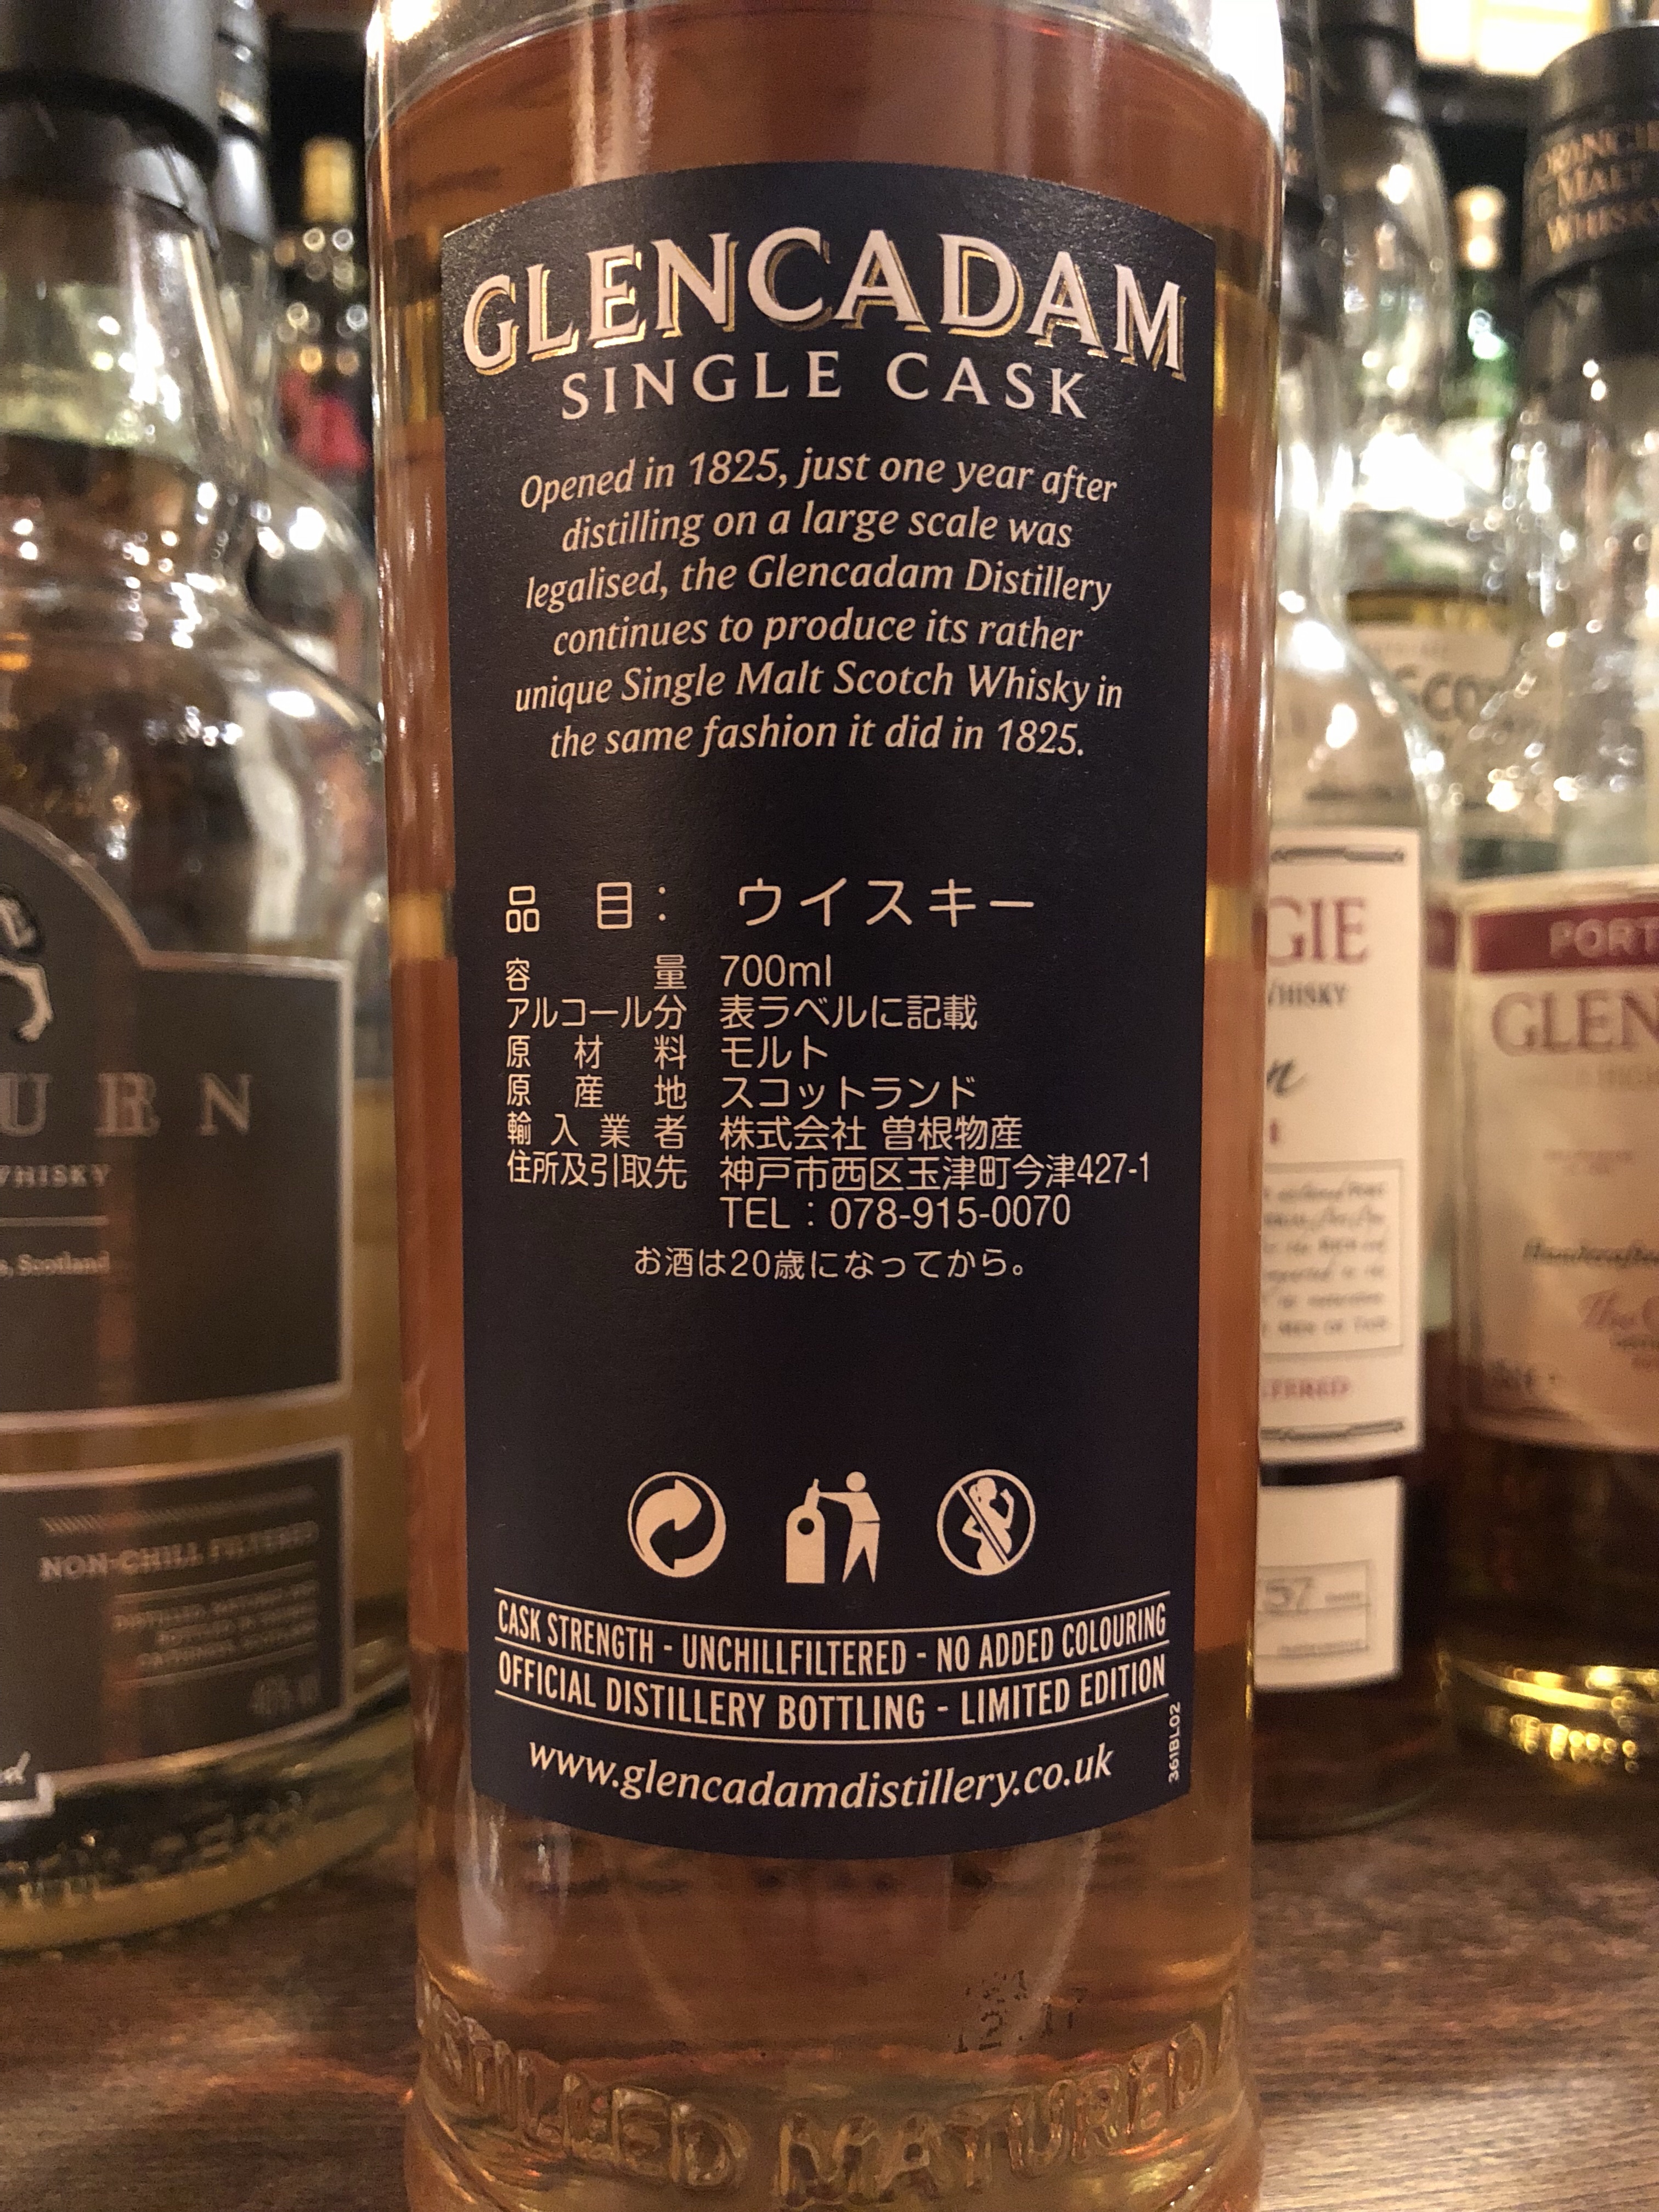 GLENCADAM
SINGLE CASK
Opened in 1825, just one year after
distilling on a large scale was
legalised, the Glencadam Distillery
continues to produce its rather
unique Single Malt Scotch Whisky in
the same fashion it did in 1825.
品目： ウイスキー
容量 700ml
アルコール分 表ラベルに記載
原材料 モルト
原産地 スコットランド
輸入業者 株式会社 曽根物産
住所及引取先 神戸市西区玉津町今津427-1
TEL：078-915-0070
お酒は20歳になってから。
CASK STRENGTH - UNCHILLFILTERED - NO ADDED COLOURING
OFFICIAL DISTILLERY BOTTLING - LIMITED EDITION
www.glencadamdistillery.co.uk
361BL02
MATURED
URN
WHISKY
Scotland
NON-CHILL FILTERED
GIE
WHISKY
57
PORT
GLEN
MALT
WHISKY